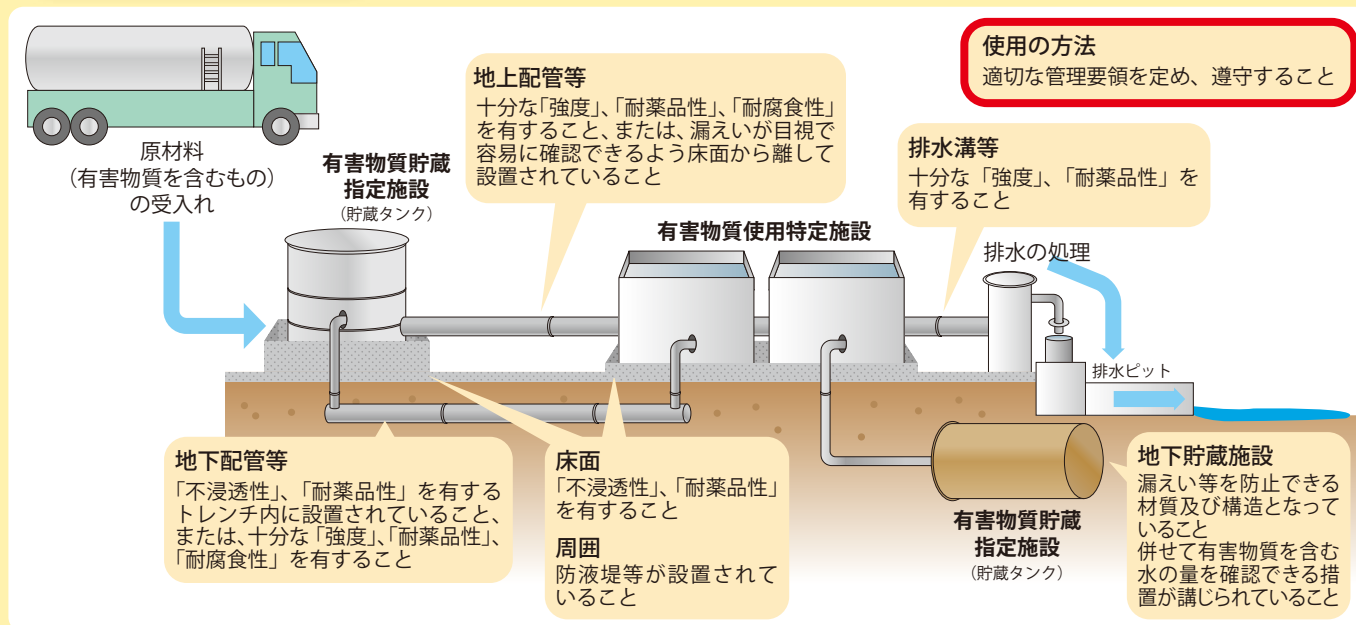 使用の方法
適切な管理要領を定め、遵守すること
地上配管等
十分な「強度」、「耐薬品性」、「耐腐食性」
を有すること、または、漏えいが目視で
容易に確認できるよう床面から離して
設置されていること
排水溝等
十分な「強度」、「耐薬品性」を
有すること
原材料
（有害物質を含むもの）
の受入れ
有害物質貯蔵
指定施設
（貯蔵タンク）
有害物質使用特定施設
排水の処理
排水ピット
地下配管等
「不浸透性」、「耐薬品性」を有する
トレンチ内に設置されていること、
または、十分な「強度」、「耐薬品性」、
「耐腐食性」を有すること
床面
「不浸透性」、「耐薬品性」
を有すること
周囲
防液堤等が設置されて
いること
有害物質貯蔵
指定施設
（貯蔵タンク）
地下貯蔵施設
漏えい等を防止できる
材質及び構造となって
いること
併せて有害物質を含む
水の量を確認できる措
置が講じられていること